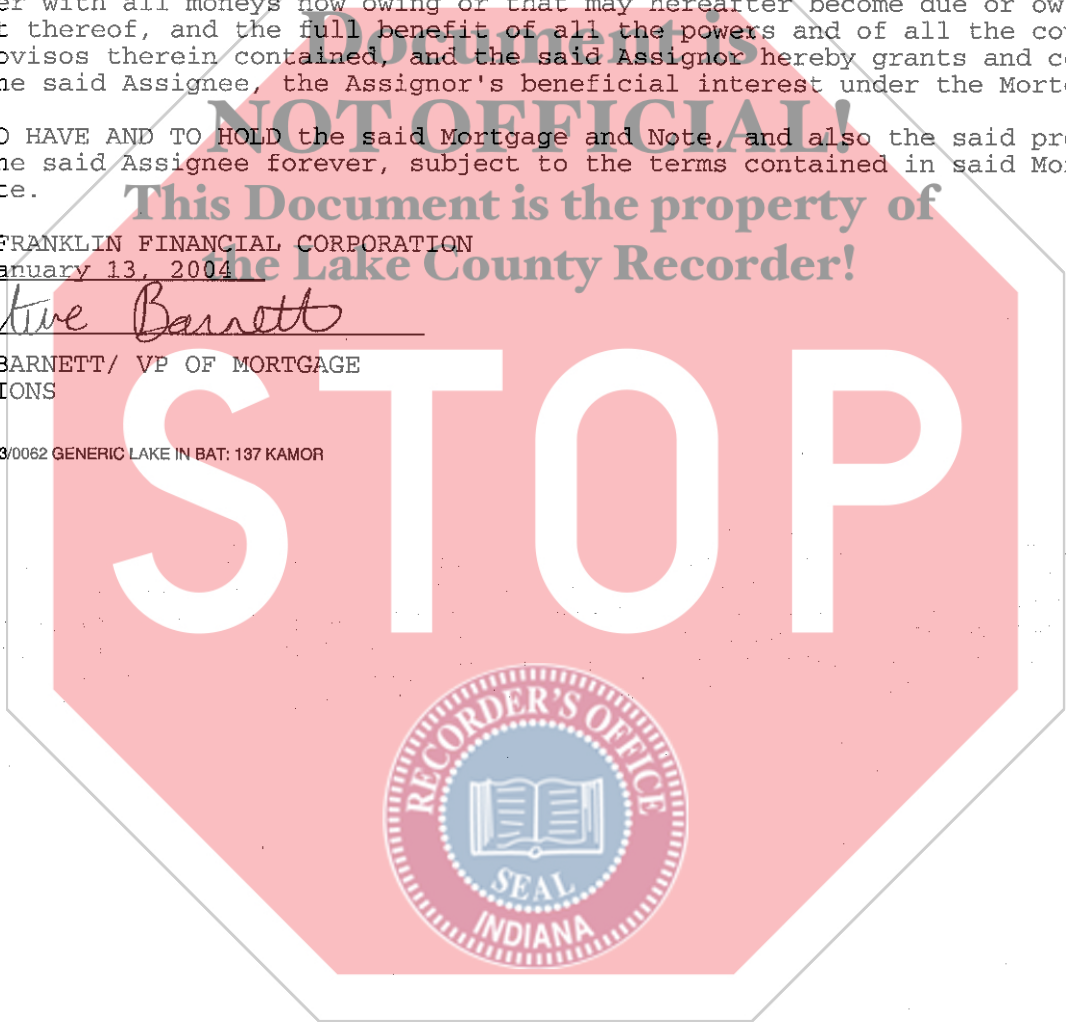 er with all moneys now owing or that may hereafter become due or ow
t thereof, and the full benefit of all the powers and of all the co
ovisos therein contained, and the said Assignor hereby grants and c
he said Assignee, the Assignor's beneficial interest under the Mort
O HAVE AND TO HOLD the said Mortgage and Note, and also the said pr
he said Assignee forever, subject to the terms contained in said Mo
te.
FRANKLIN FINANCIAL CORPORATION
anuary 13, 2004
tive Barnett
BARNETT/ VP OF MORTGAGE
IONS
3/0062 GENERIC LAKE IN BAT: 137 KAMOR
Document is
NOT OFFICIAL!
This Document is the property of
the Lake County Recorder!
STOP
RECORDER'S OFFICE
SEAL
INDIANA